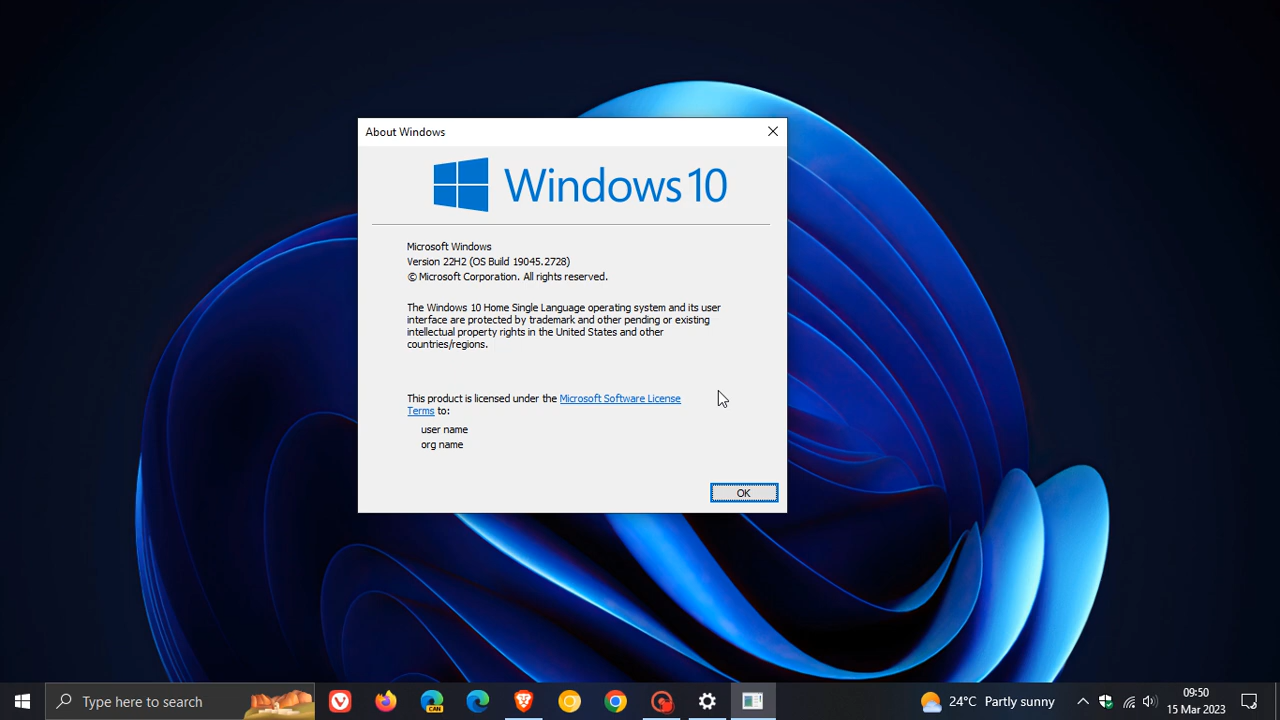 About Windows
Windows 10
Microsoft Windows
Version 22H2 (OS Build 19045.2728)
© Microsoft Corporation. All rights reserved.
The Windows 10 Home Single Language operating system and its user
interface are protected by trademark and other pending or existing
intellectual property rights in the United States and other
countries/regions.
This product is licensed under the Microsoft Software License
Terms to:
user name
org name
OK
Type here to search
CAN
24°C Partly sunny
09:50
15 Mar 2023